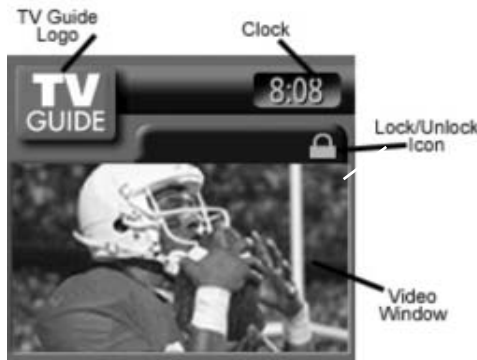 TV Guide
Logo
Clock
TV
GUIDE
8:08
Lock/Unlock
Icon
Video
Window